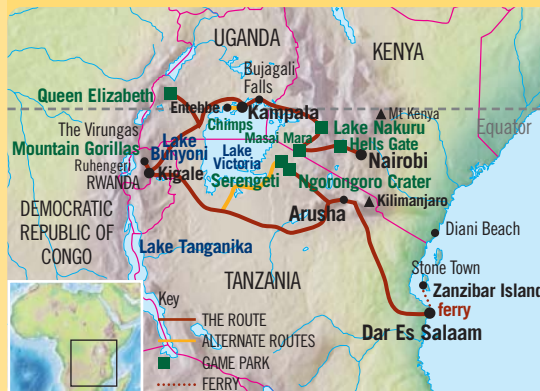 UGANDA
KENYA
Bujagali
Falls
Queen Elizabeth
Entebbe
Kampala
Mt Kenya
Chimps
Lake Nakuru
Equator
The Virungas
Masai Mara
Hells Gate
Mountain Gorillas
Lake
Bunyoni
Lake
Victoria
Nairobi
Ruhengeri
RWANDA
Kigale
Serengeti
Ngorongoro Crater
Kilimanjaro
Arusha
DEMOCRATIC
REPUBLIC OF
CONGO
Diani Beach
Lake Tanganika
Stone Town
TANZANIA
Zanzibar Island
ferry
Dar Es Salaam
Key
THE ROUTE
ALTERNATE ROUTES
GAME PARK
FERRY